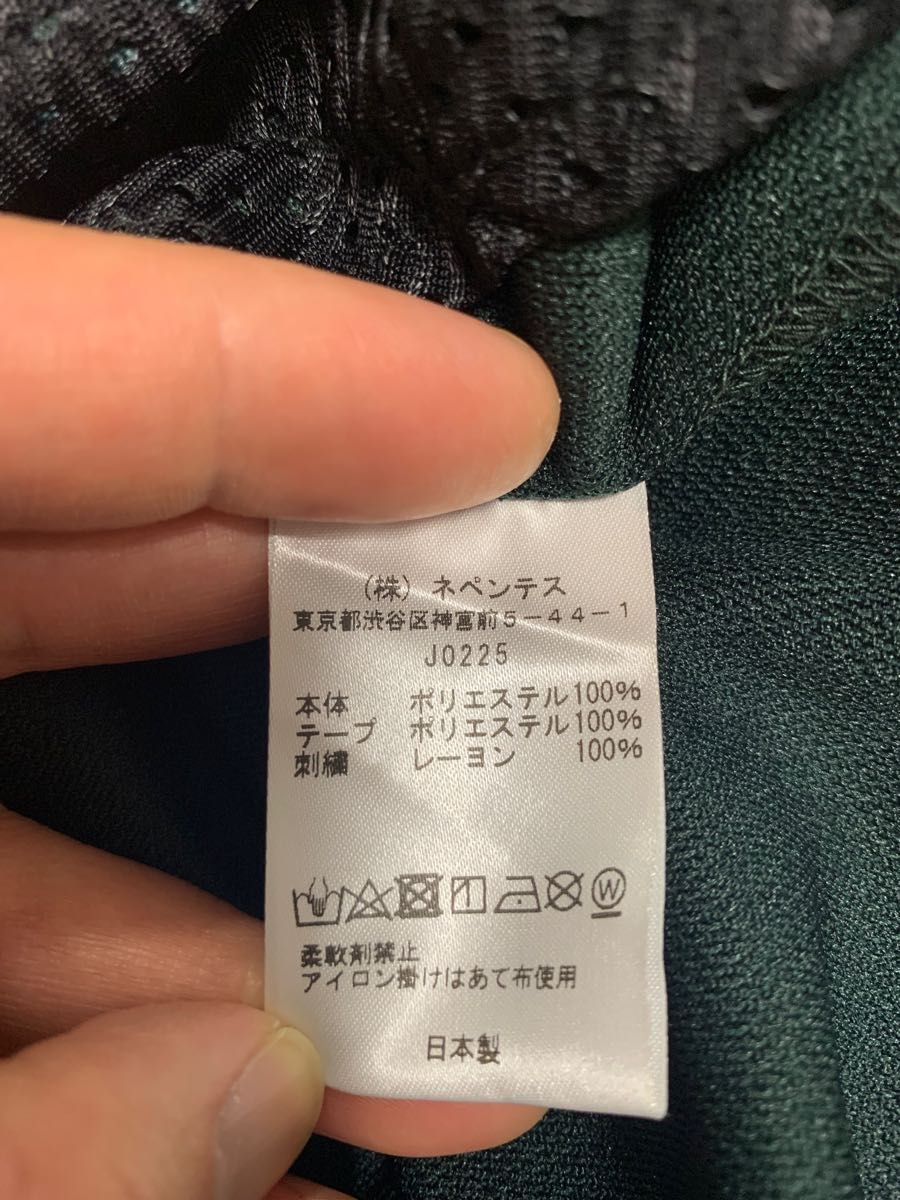 (株) ネペンテス
東京都渋谷区神宮前5-44-1
J0225
本体 ポリエステル100%
テープ ポリエステル100%
刺繍 レーヨン 100%
W
柔軟剤禁止
アイロン掛けはあて布使用
日本製